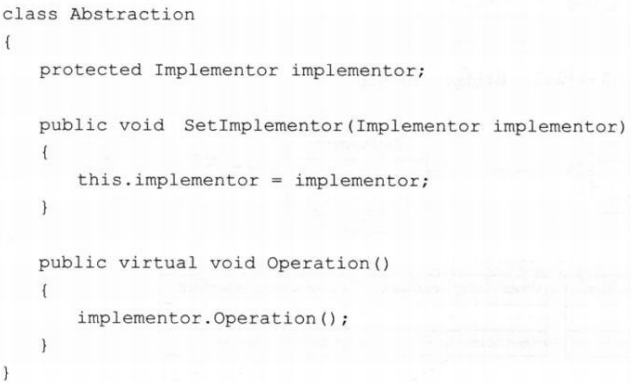 class Abstraction
{
protected Implementor implementor;
public void SetImplementor(Implementor implementor)
{
this.implementor = implementor;
}
public virtual void Operation()
{
implementor.Operation();
}
}